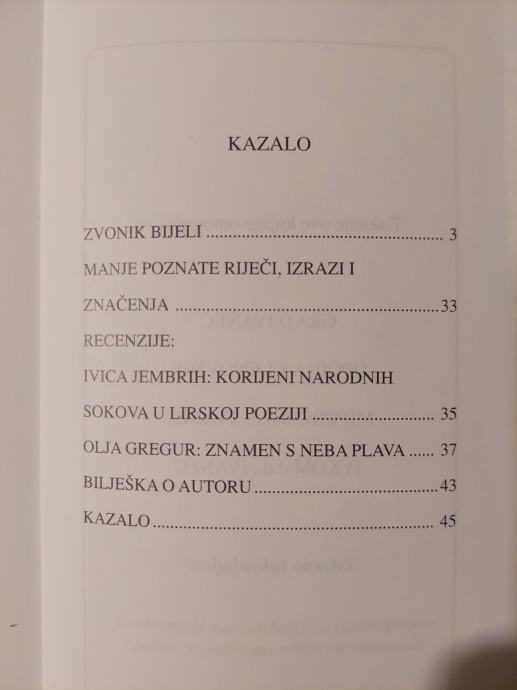 KAZALO
ZVONIK BIJELI ................................................ 3
MANJE POZNATE RIJEČI, IZRAZI I
ZNAČENJA ......................................................33
RECENZIJE:
IVICA JEMBRIH: KORIJENI NARODNIH
SOKOVA U LIRSKOJ POEZIJI ......................... 35
OLJA GREGUR: ZNAMEN S NEBA PLAVA ...... 37
BILJEŠKA O AUTORU......................................43
KAZALO......................................................... 45